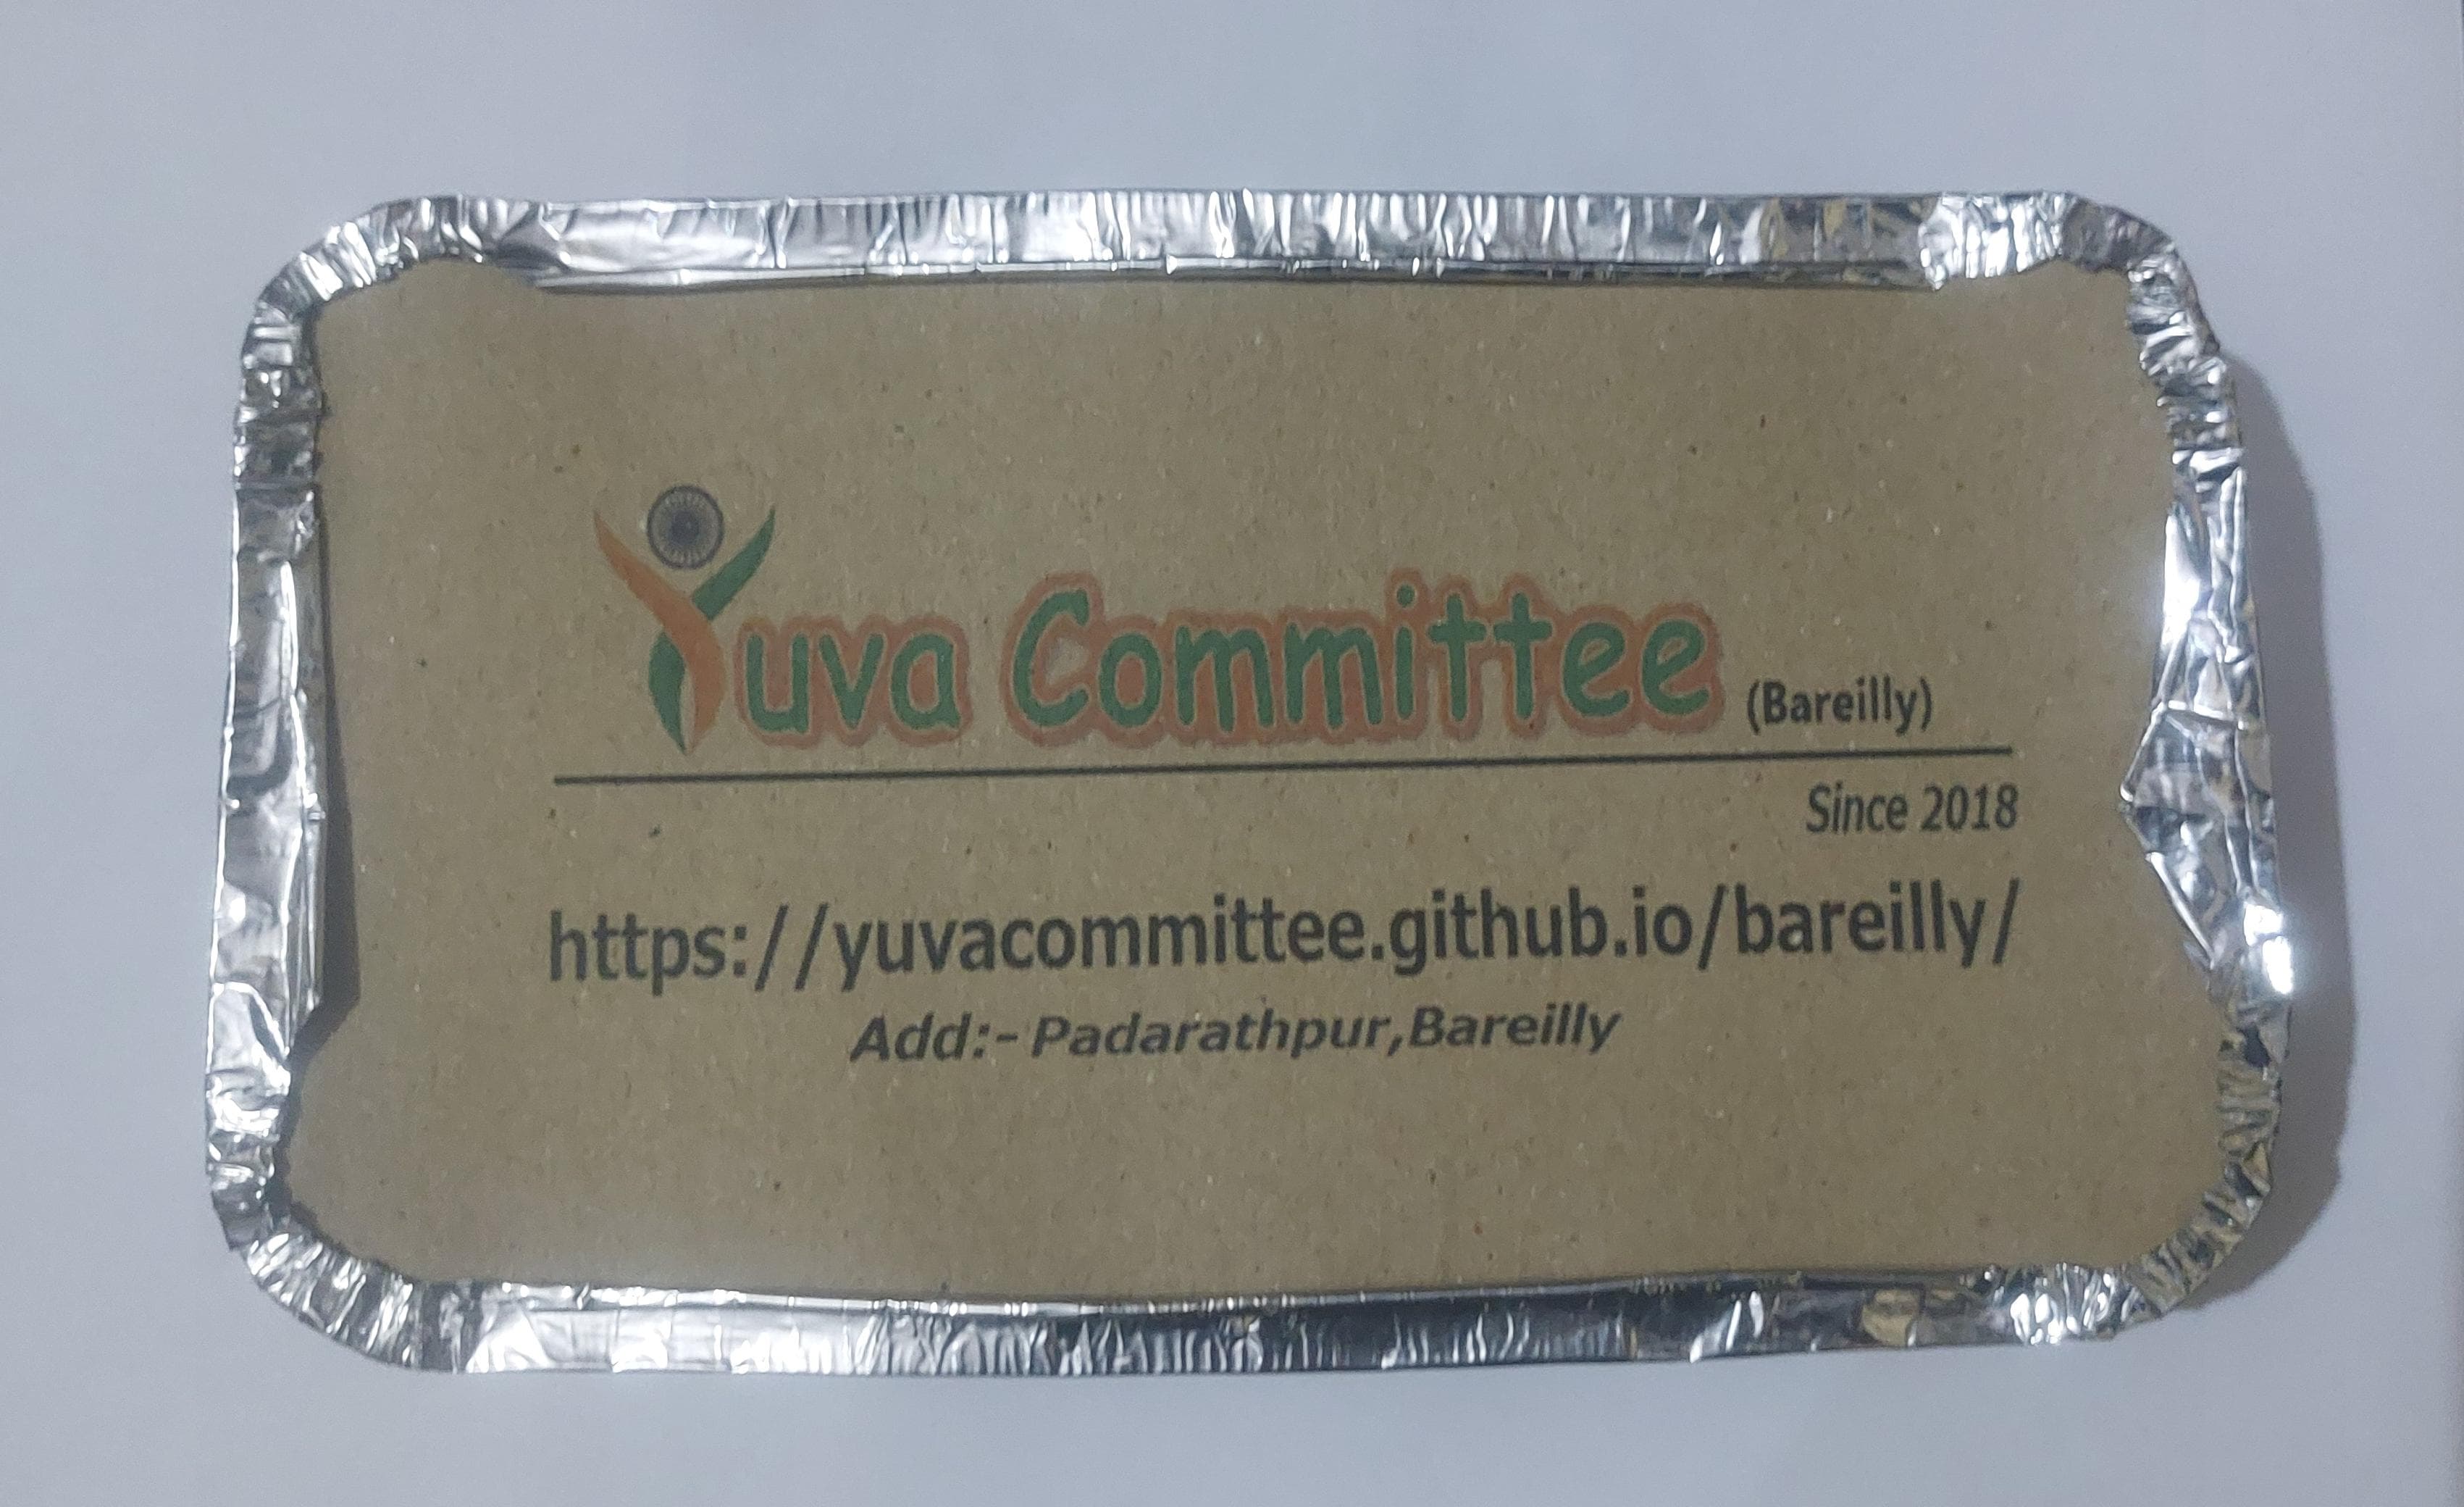 Yuva Committee (Bareilly)
Since 2018
https://yuvacommittee.github.io/bareilly/
Add:- Padarathpur,Bareilly